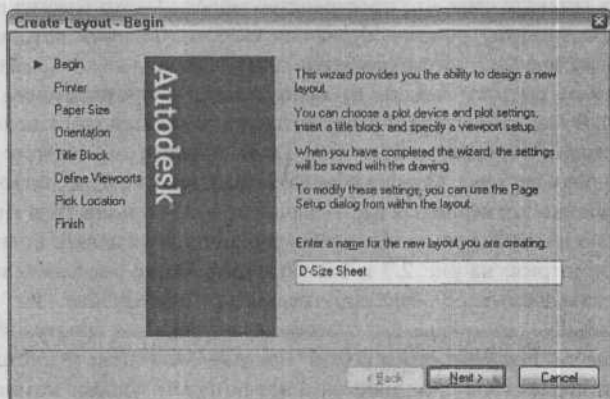 Create Layout - Begin
Begin
Printer
Paper Size
Orientation
Title Block
Define Viewports
Pick Location
Finish
Autodesk
This wizard provides you the ability to design a new
layout.
You can choose a plot device and plot settings,
insert a title block and specify a viewport setup.
When you have completed the wizard, the settings
will be saved with the drawing.
To modify these settings, you can use the Page
Setup dialog from within the layout.
Enter a name for the new layout you are creating.
D-Size Sheet
< Back
Next >
Cancel